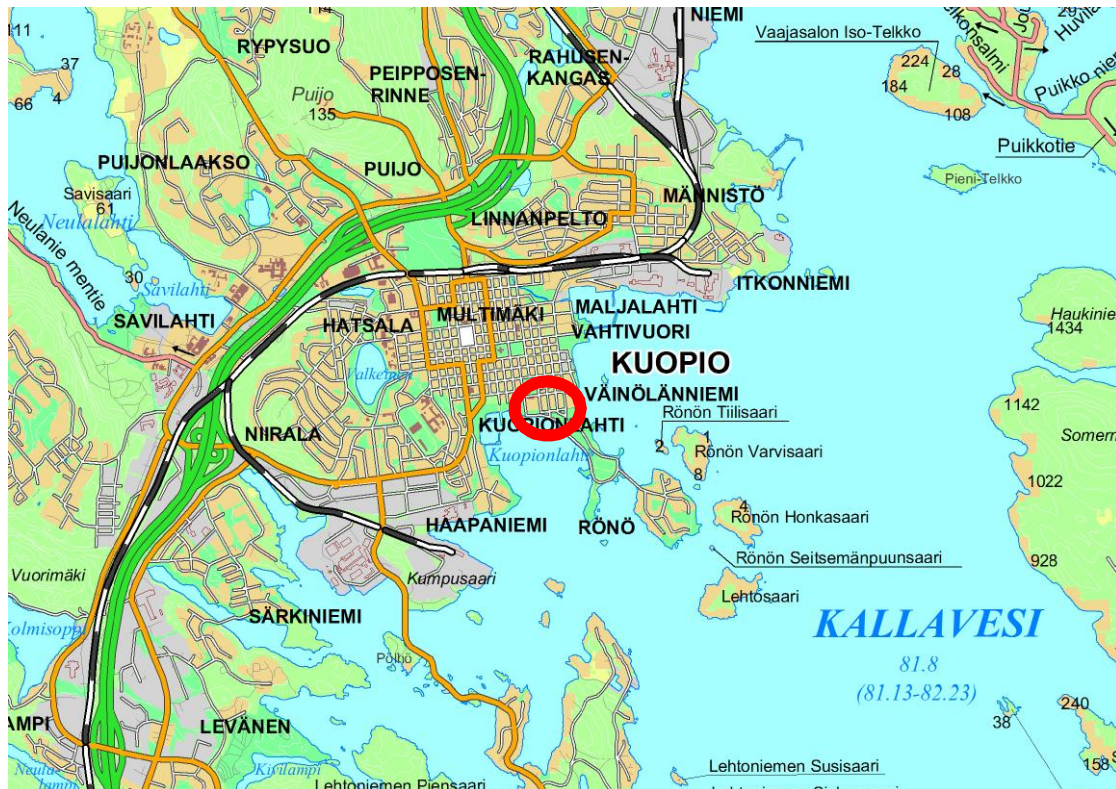 NIEMI
111
RYPYSUO
RAHUSEN-
KANGAS
Vaajasalon Iso-Telkko
37
66
4
PEIPPOSEN-
RINNE
Puijo
135
224
28
184
108
Puikkotie
PUIJONLAAKSO
PUIJO
Savisaari
61
Neulalahti
MÄNNISTÖ
Pieni-Telkko
LINNANPELTO
Neulanie mentie
30
Savilahti
SAVILAHTI
ITKONNIEMI
HATSALA
MULTIMÄKI
MALJALAHTI
VAHTIVUORI
KUOPIO
1434
VÄINÖLÄNNIEMI
1142
KUOPIONLAHTI
Rönön Tiilisaari
2
1
Rönön Varvisaari
8
NIIRALA
1022
HAAPANIEMI
RÖNÖ
4
Rönön Honkasaari
Rönön Seitsemänpuunsaari
928
Vuorimäki
Kumpusaari
Lehtosaari
SÄRKINIEMI
KALLAVESI
81.8
(81.13-82.23)
Pölhö
38
240
LEVÄNEN
158
Kivilampi
Lehtoniemen Susisaari
Lehtoniemen Piensaari